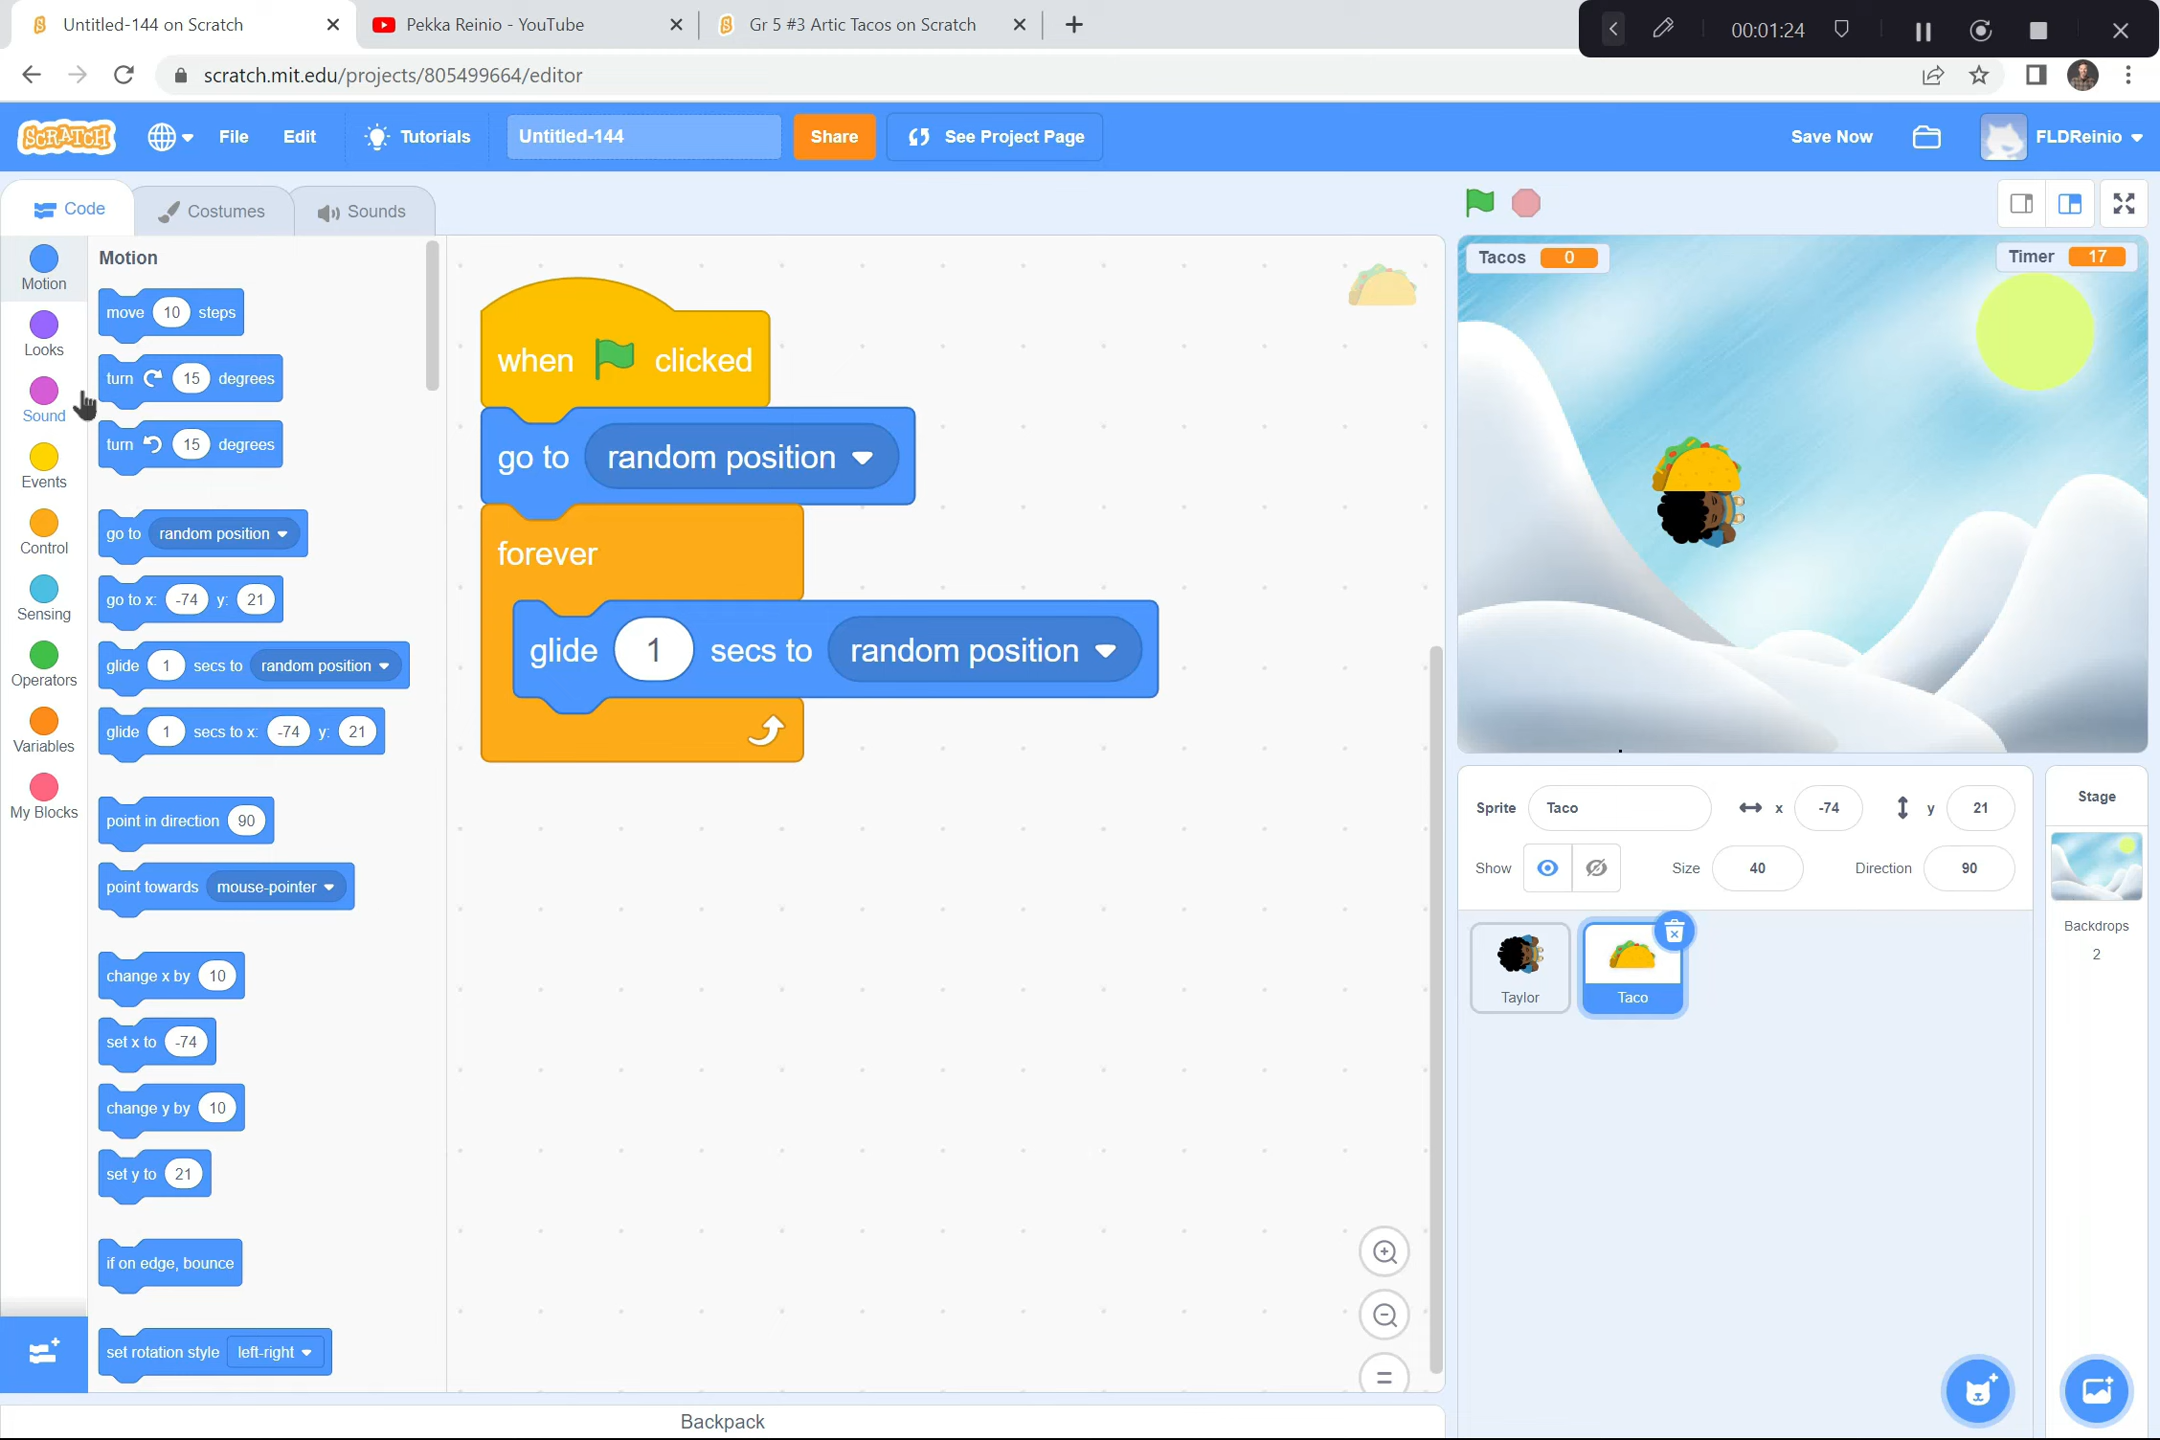 Untitled-144 on Scratch
Pekka Reinio - YouTube
Gr 5 #3 Artic Tacos on Scratch
00:01:24
scratch.mit.edu/projects/805499664/editor
SCRATCH
File
Edit
Tutorials
Untitled-144
Share
See Project Page
Save Now
FLDReinio
Code
Costumes
Sounds
Motion
Looks
Sound
Events
Control
Sensing
Operators
Variables
My Blocks
Motion
move 10 steps
turn 15 degrees
turn 15 degrees
go to random position
go to x: -74 y: 21
glide 1 secs to random position
glide 1 secs to x: -74 y: 21
point in direction 90
point towards mouse-pointer
change x by 10
set x to -74
change y by 10
set y to 21
if on edge, bounce
set rotation style left-right
when clicked
go to random position
forever
glide 1 secs to random position
Backpack
Tacos 0
Timer 17
Sprite Taco x -74 y 21
Show Size 40 Direction 90
Taylor
Taco
Stage
Backdrops
2